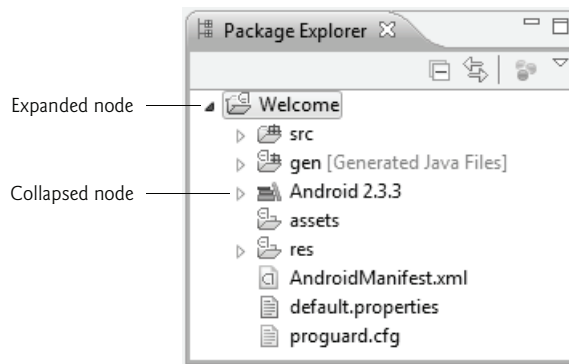 Package Explorer
Expanded node
Welcome
src
gen [Generated Java Files]
Collapsed node
Android 2.3.3
assets
res
AndroidManifest.xml
default.properties
proguard.cfg